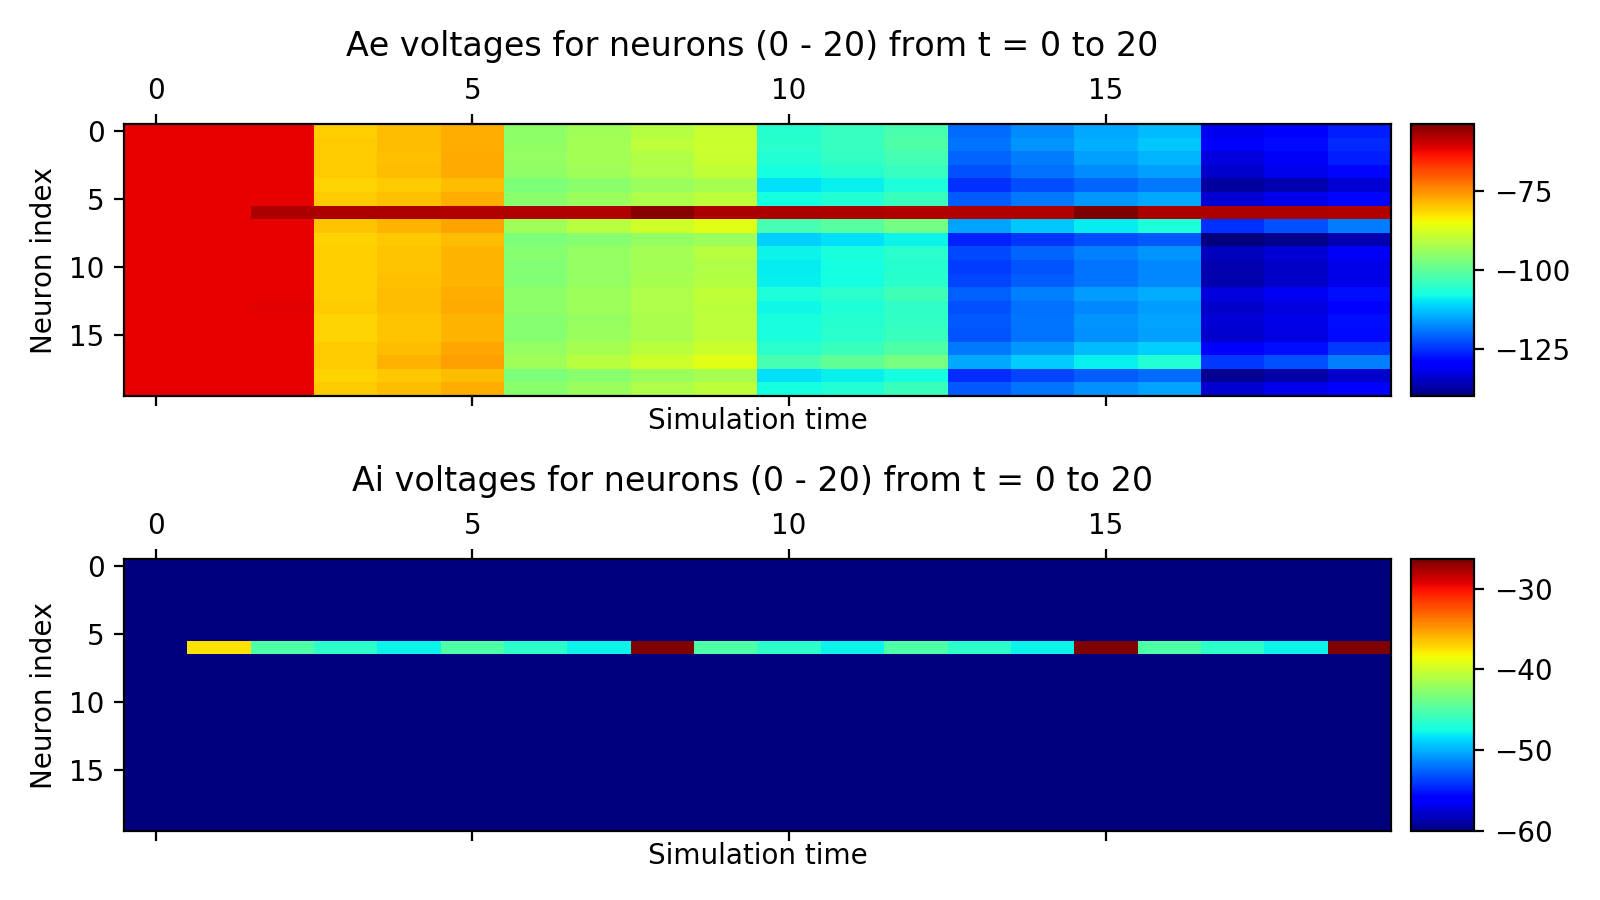 Ae voltages for neurons (0 - 20) from t = 0 to 20
0 5 10 15
Neuron index
0
5
10
15
Simulation time
−75
−100
−125
Ai voltages for neurons (0 - 20) from t = 0 to 20
0 5 10 15
Neuron index
0
5
10
15
Simulation time
−30
−40
−50
−60